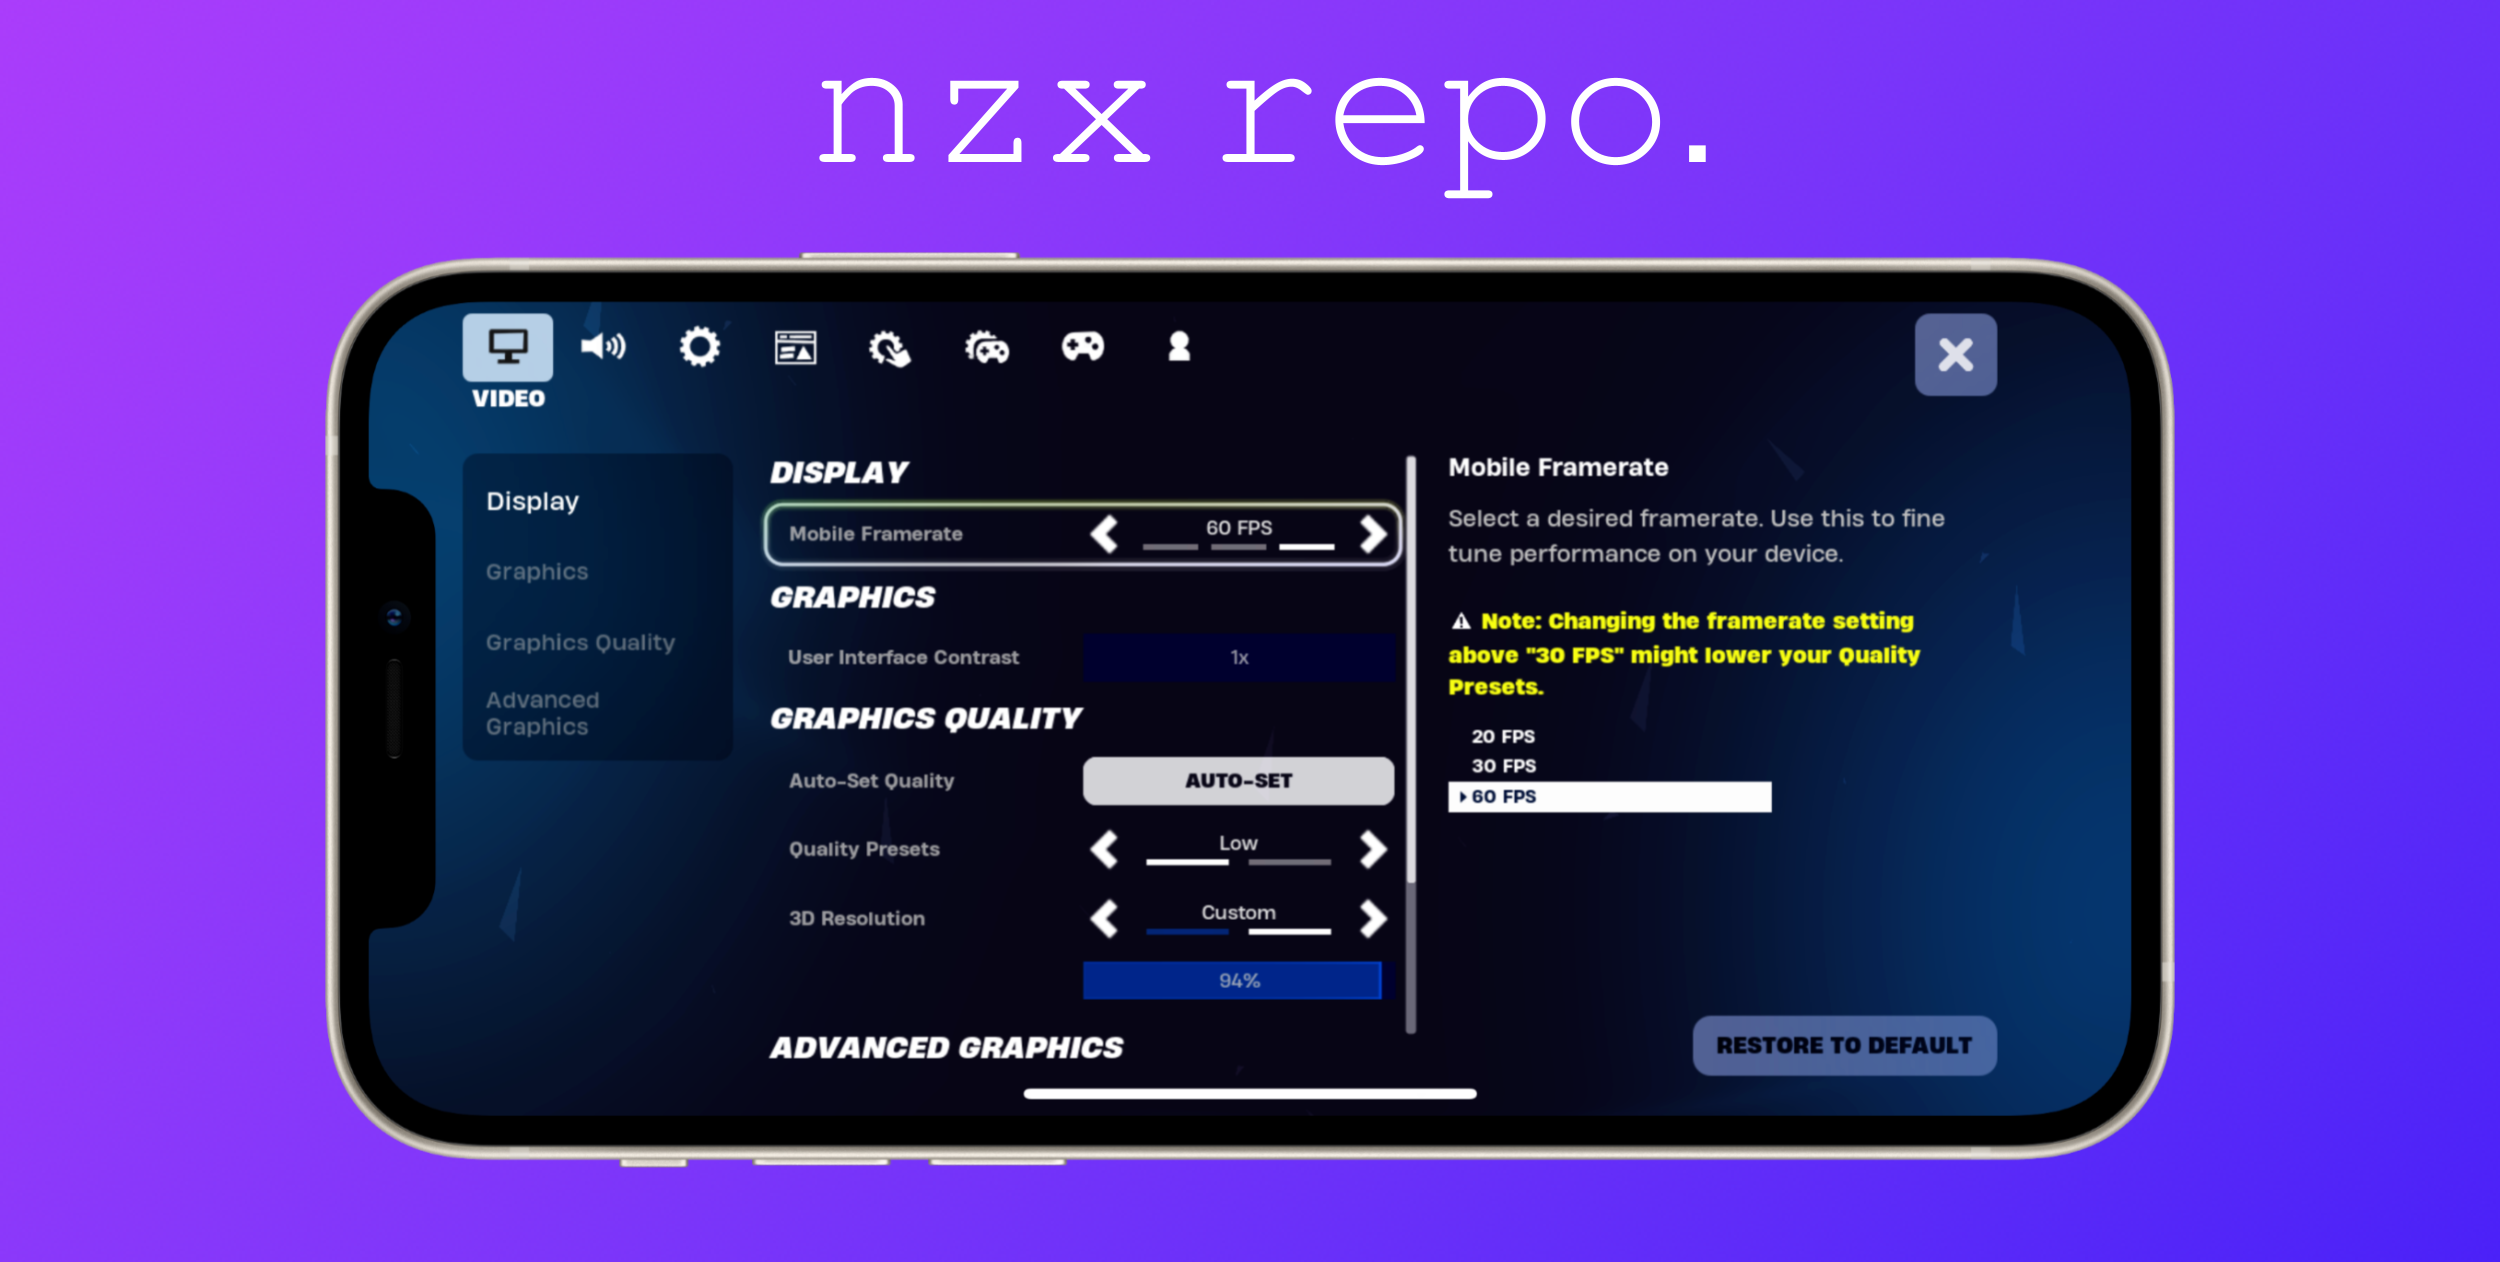 nzx repo.
VIDEO
Display
Graphics
Graphics Quality
Advanced
Graphics
DISPLAY
Mobile Framerate
60 FPS
GRAPHICS
User Interface Contrast
1x
GRAPHICS QUALITY
Auto-Set Quality
AUTO-SET
Quality Presets
Low
3D Resolution
Custom
94%
ADVANCED GRAPHICS
Mobile Framerate
Select a desired framerate. Use this to fine
tune performance on your device.
Note: Changing the framerate setting
above "30 FPS" might lower your Quality
Presets.
20 FPS
30 FPS
60 FPS
RESTORE TO DEFAULT